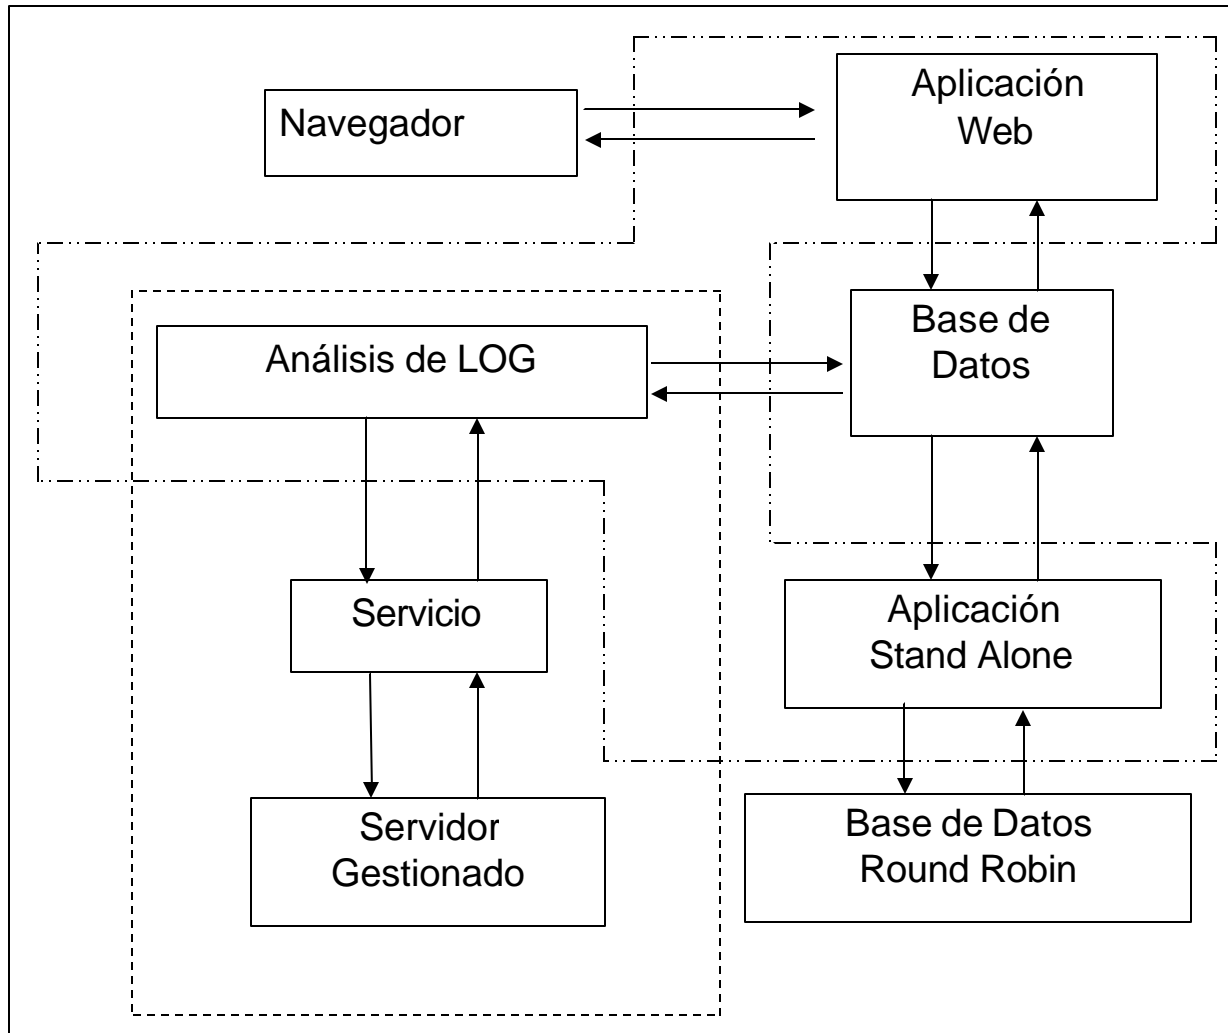 Navegador
Aplicación
Web
Análisis de LOG
Base de
Datos
Servicio
Aplicación
Stand Alone
Servidor
Gestionado
Base de Datos
Round Robin